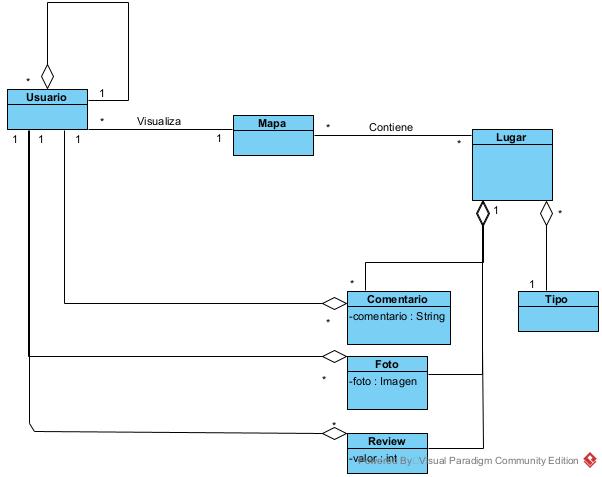 *
1
Usuario
*
Visualiza
1
Mapa
*
Contiene
*
Lugar
1
1
1
1
*
*
1
Comentario
-comentario : String
*
Tipo
Foto
-foto : Imagen
*
*
Review
-valor : int
Powered By Visual Paradigm Community Edition